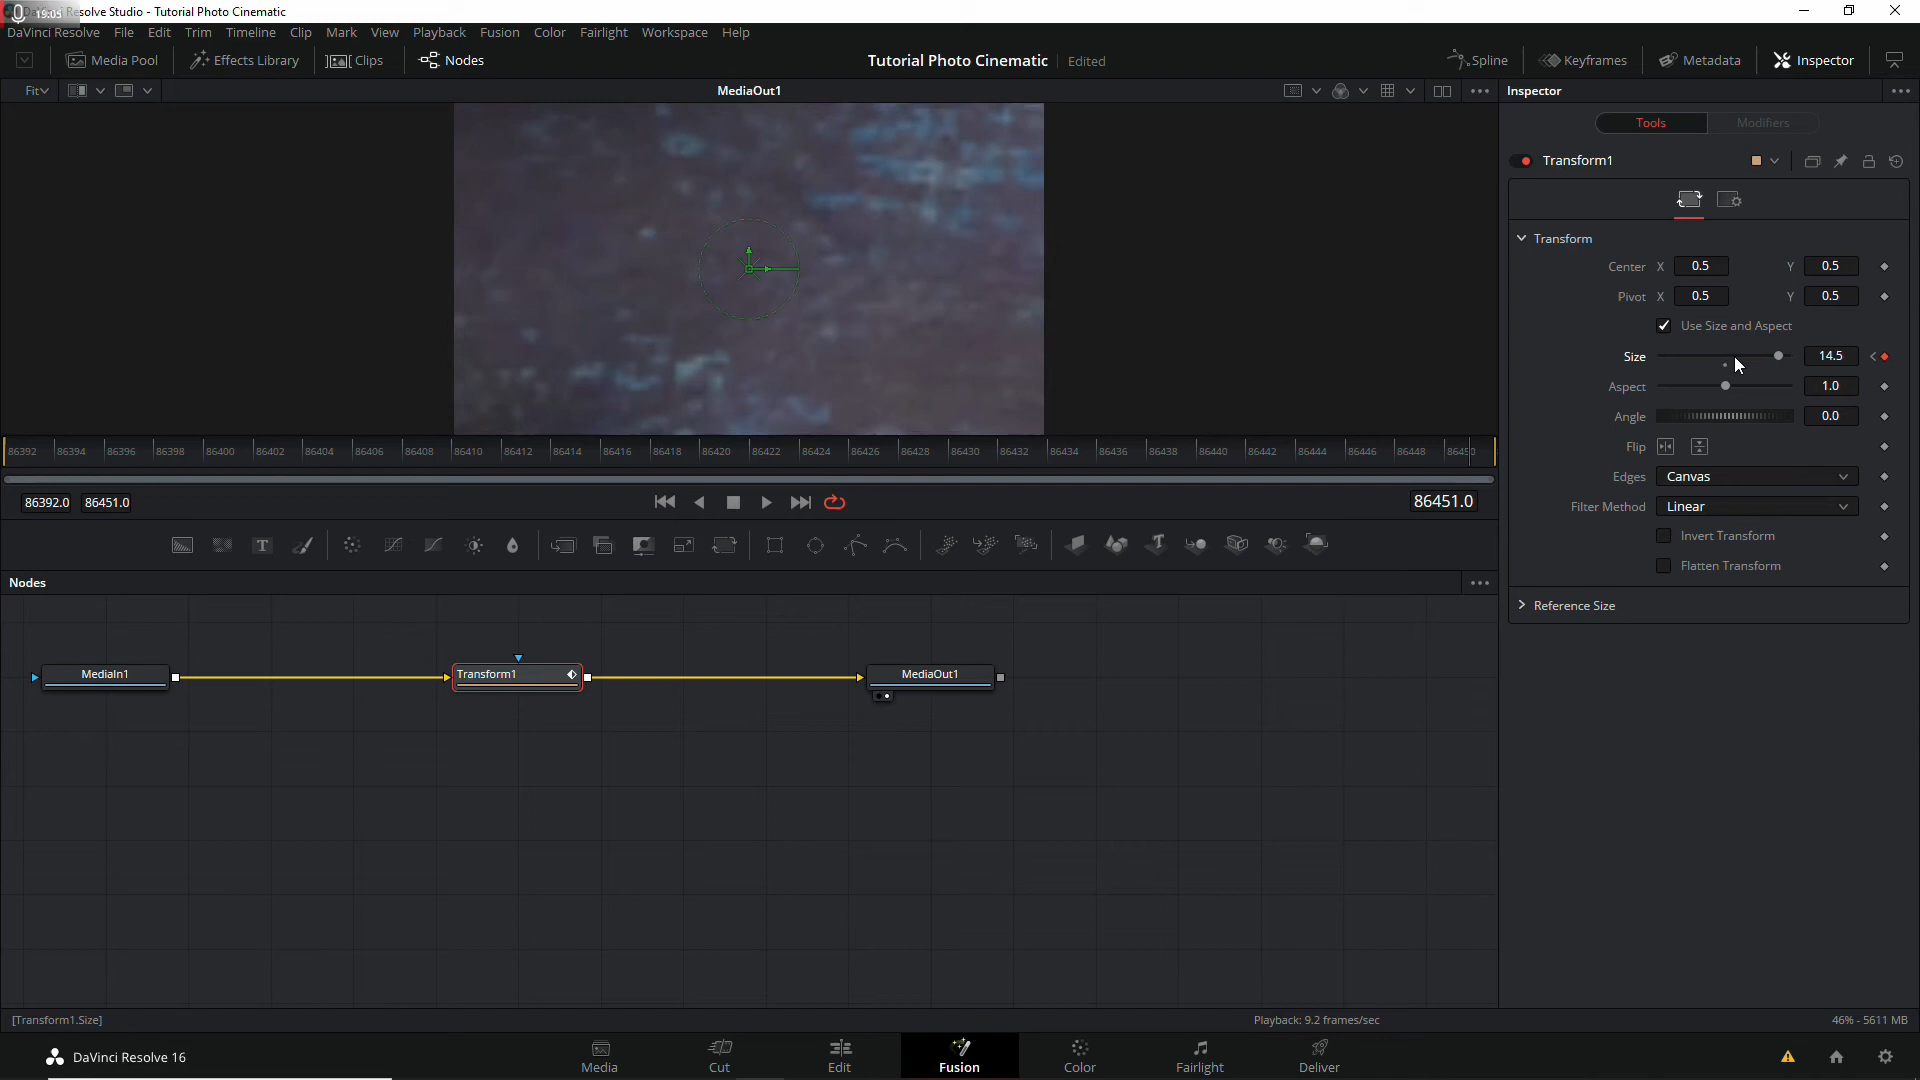 19:05 Resolve Studio - Tutorial Photo Cinematic
DaVinci Resolve File Edit Trim Timeline Clip Mark View Playback Fusion Color Fairlight Workspace Help
Media Pool Effects Library Clips Nodes Tutorial Photo Cinematic Edited Spline Keyframes Metadata Inspector
Fit MediaOut1 Inspector
Tools Modifiers
Transform1
Transform
Center X 0.5 Y 0.5
Pivot X 0.5 Y 0.5
Use Size and Aspect
Size 14.5
Aspect 1.0
Angle 0.0
Flip
Edges Canvas
Filter Method Linear
Invert Transform
Flatten Transform
Reference Size
86392 86394 86396 86398 86400 86402 86404 86406 86408 86410 86412 86414 86416 86418 86420 86422 86424 86426 86428 86430 86432 86434 86436 86438 86440 86442 86444 86446 86448 86450
86392.0 86451.0 86451.0
Nodes
MediaIn1 Transform1 MediaOut1
[Transform1.Size] Playback: 9.2 frames/sec 46% - 5611 MB
DaVinci Resolve 16 Media Cut Edit Fusion Color Fairlight Deliver